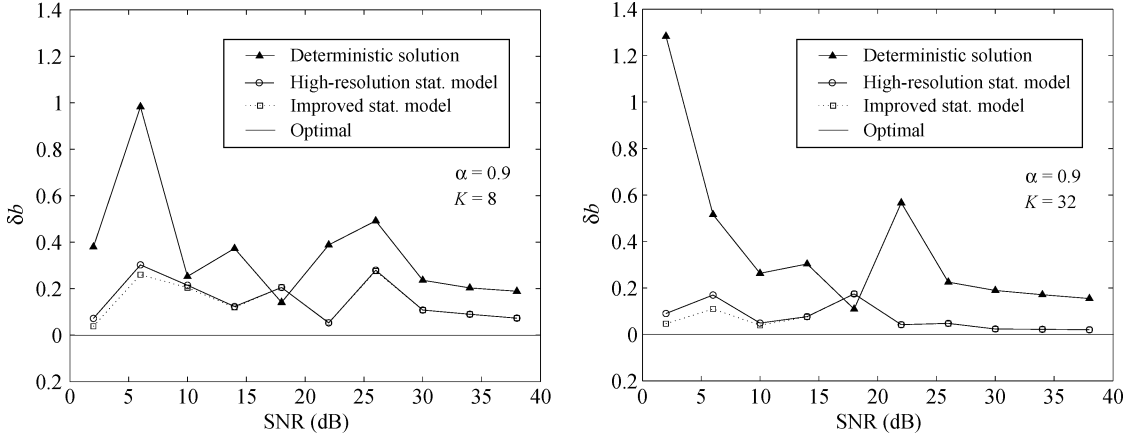 1.4
1.2
1
0.8
0.6
0.4
0.2
0
0.2
δb
0 5 10 15 20 25 30 35 40
SNR (dB)
Deterministic solution
High-resolution stat. model
Improved stat. model
Optimal
α = 0.9
K = 8
1.4
1.2
1
0.8
0.6
0.4
0.2
0
0.2
δb
0 5 10 15 20 25 30 35 40
SNR (dB)
Deterministic solution
High-resolution stat. model
Improved stat. model
Optimal
α = 0.9
K = 32